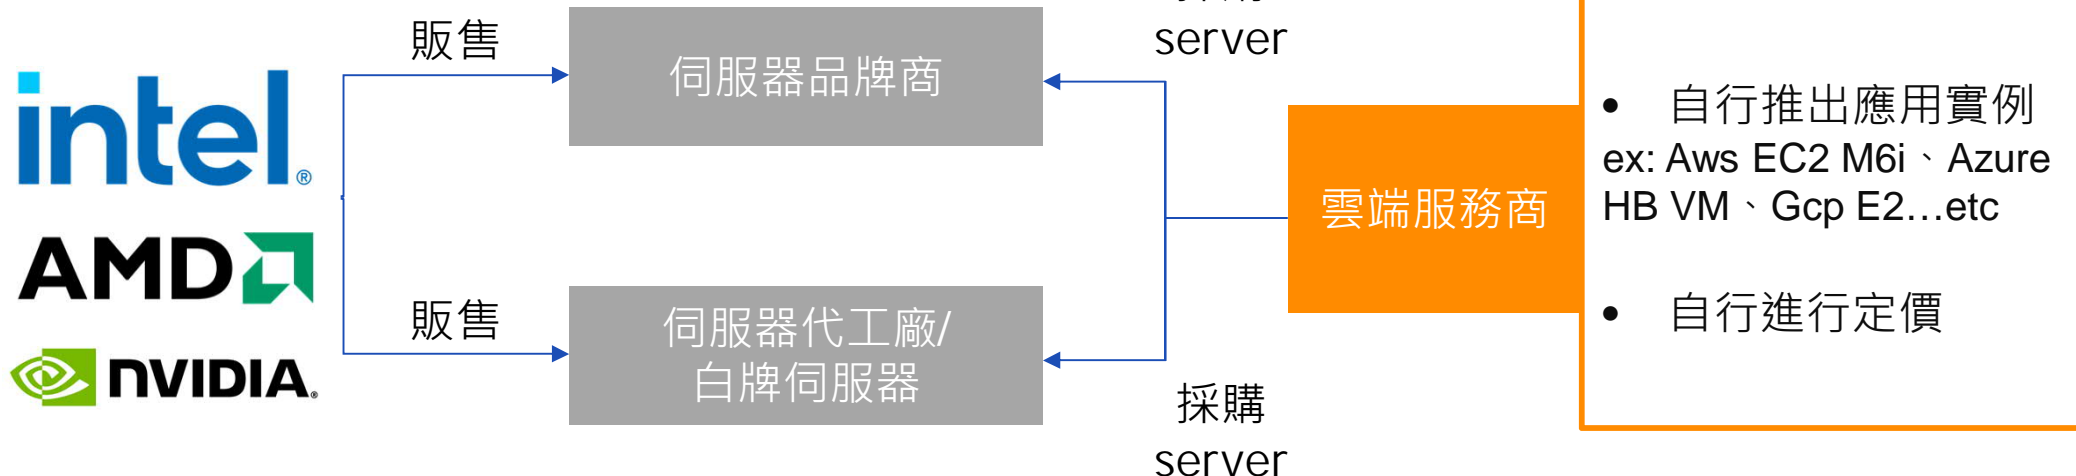 販售
server
伺服器品牌商
intel®
AMD
nVIDIA.
販售
伺服器代工廠/
白牌伺服器
採購
server
雲端服務商
• 自行推出應用實例
ex: Aws EC2 M6i、Azure
HB VM、Gcp E2…etc
• 自行進行定價